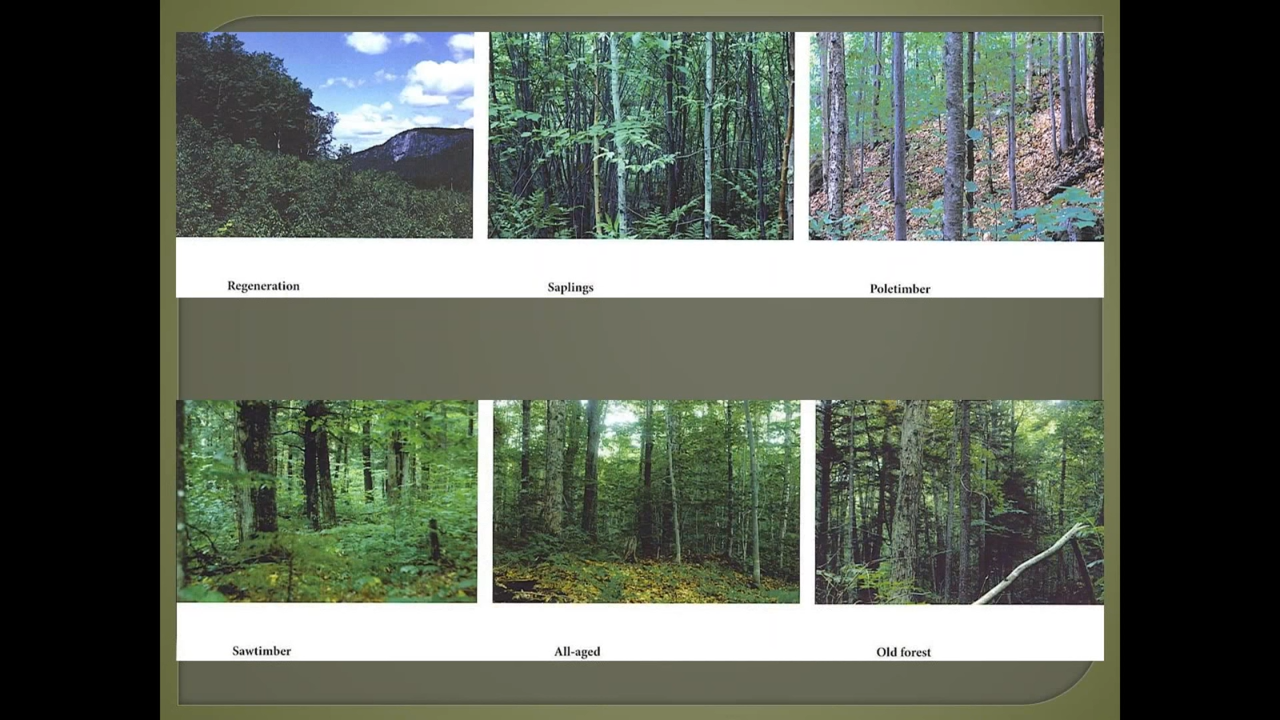 Regeneration
Saplings
Poletimber
Sawtimber
All-aged
Old forest